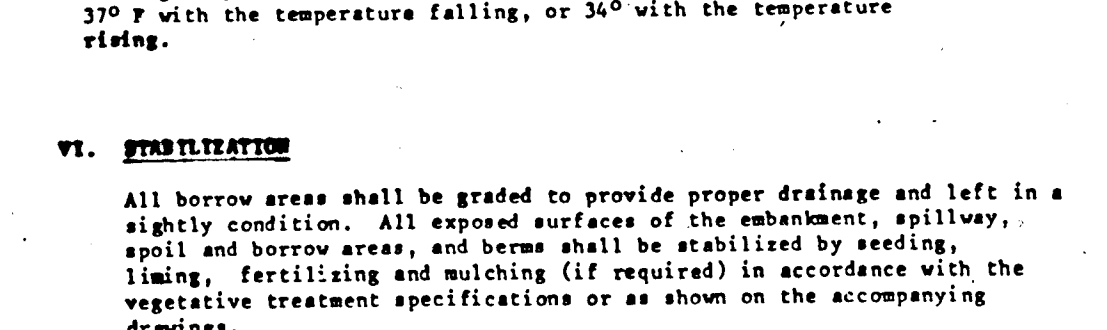 37º F with the temperature falling, or 34º with the temperature
rising.
VI. STABILIZATION
All borrow areas shall be graded to provide proper drainage and left in a
sightly condition. All exposed surfaces of the embankment, spillway,
spoil and borrow areas, and berms shall be stabilized by seeding,
liming, fertilizing and mulching (if required) in accordance with the
vegetative treatment specifications or as shown on the accompanying
drawings.